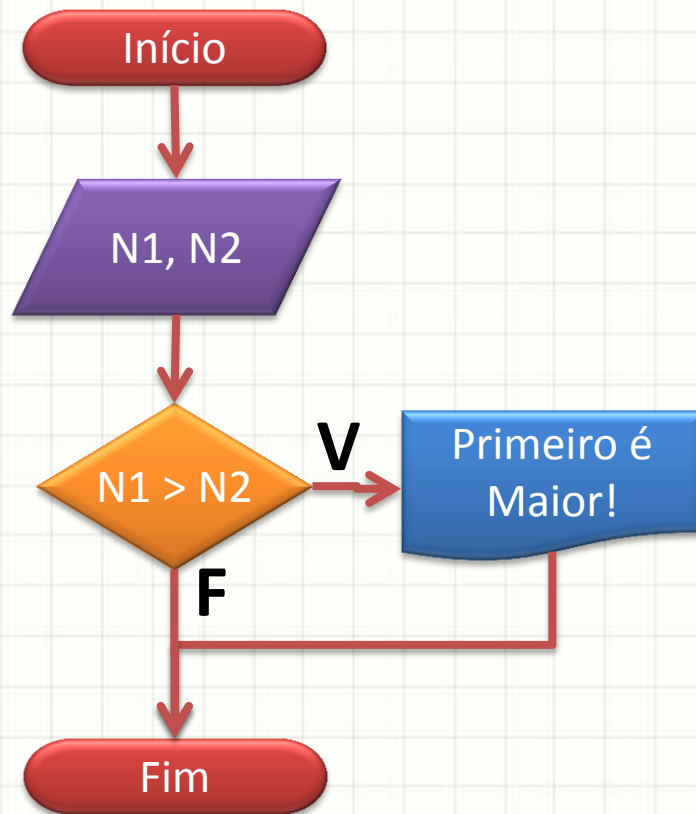 Início
N1, N2
N1 > N2
V
Primeiro é
Maior!
F
Fim